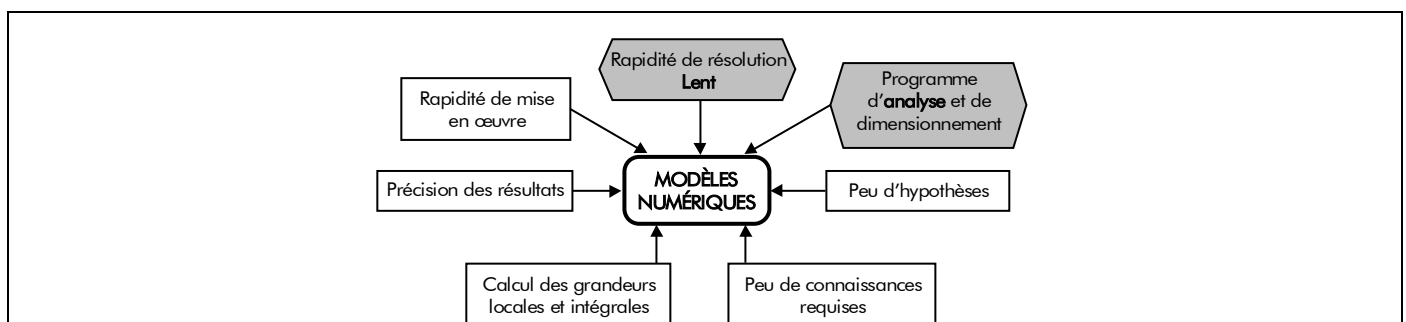 Rapidité de résolution
Lent
Programme
d'analyse et de
dimensionnement
Rapidité de mise
en œuvre
MODÈLES
NUMÉRIQUES
Précision des résultats
Peu d'hypothèses
Calcul des grandeurs
locales et intégrales
Peu de connaissances
requises